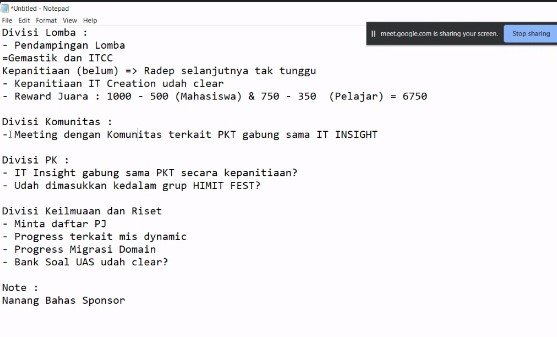 *Untitled - Notepad
File Edit Format View Help
meet.google.com is sharing your screen. Stop sharing
Divisi Lomba :
- Pendampingan Lomba
=Gemastik dan ITCC
Kepanitiaan (belum) => Radep selanjutnya tak tunggu
- Kepanitiaan IT Creation udah clear
- Reward Juara : 1000 - 500 (Mahasiswa) & 750 - 350 (Pelajar) = 6750
Divisi Komunitas :
- Meeting dengan Komunitas terkait PKT gabung sama IT INSIGHT
Divisi PK :
- IT Insight gabung sama PKT secara kepanitiaan?
- Udah dimasukkan kedalam grup HIMIT FEST?
Divisi Keilmuaan dan Riset
- Minta daftar PJ
- Progress terkait mis dynamic
- Progress Migrasi Domain
- Bank Soal UAS udah clear?
Note :
Nanang Bahas Sponsor